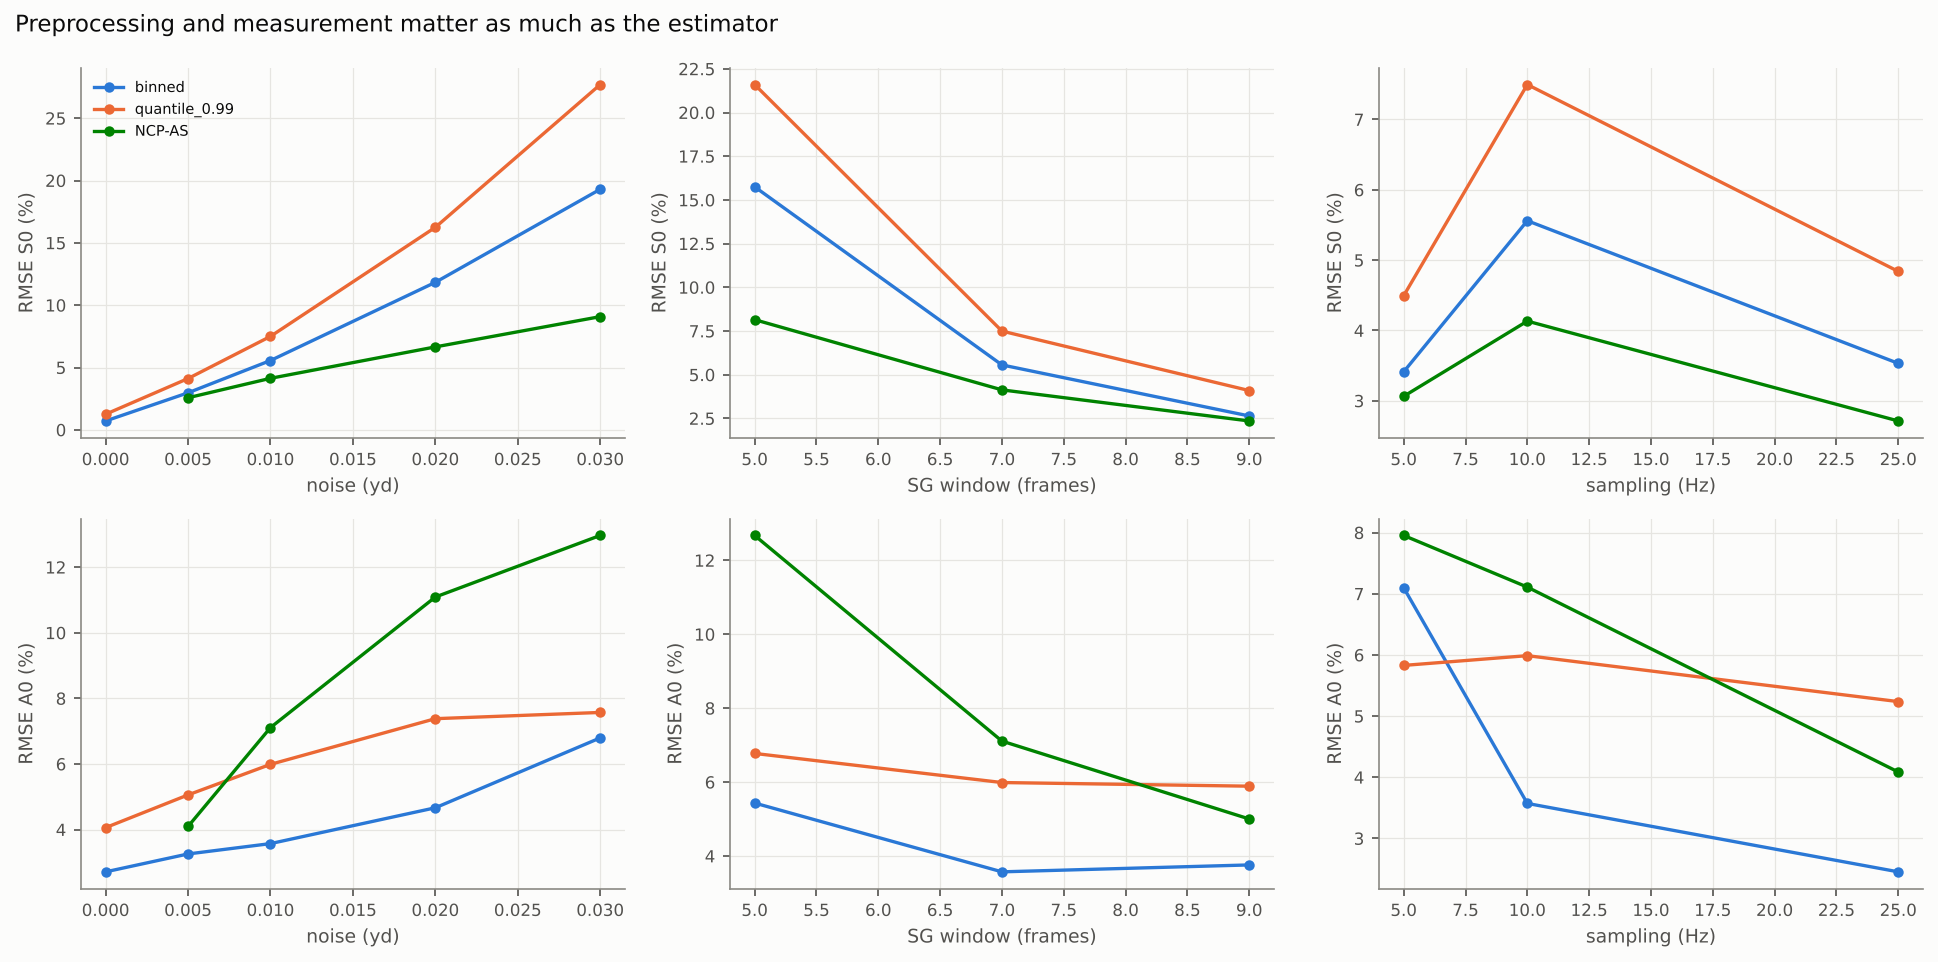 Preprocessing and measurement matter as much as the estimator
binned
quantile_0.99
NCP-AS
RMSE S0 (%)
25
20
15
10
5
0
0.000 0.005 0.010 0.015 0.020 0.025 0.030
noise (yd)
RMSE S0 (%)
22.5
20.0
17.5
15.0
12.5
10.0
7.5
5.0
2.5
5.0 5.5 6.0 6.5 7.0 7.5 8.0 8.5 9.0
SG window (frames)
RMSE S0 (%)
7
6
5
4
3
5.0 7.5 10.0 12.5 15.0 17.5 20.0 22.5 25.0
sampling (Hz)
RMSE A0 (%)
12
10
8
6
4
0.000 0.005 0.010 0.015 0.020 0.025 0.030
noise (yd)
RMSE A0 (%)
12
10
8
6
4
5.0 5.5 6.0 6.5 7.0 7.5 8.0 8.5 9.0
SG window (frames)
RMSE A0 (%)
8
7
6
5
4
3
5.0 7.5 10.0 12.5 15.0 17.5 20.0 22.5 25.0
sampling (Hz)